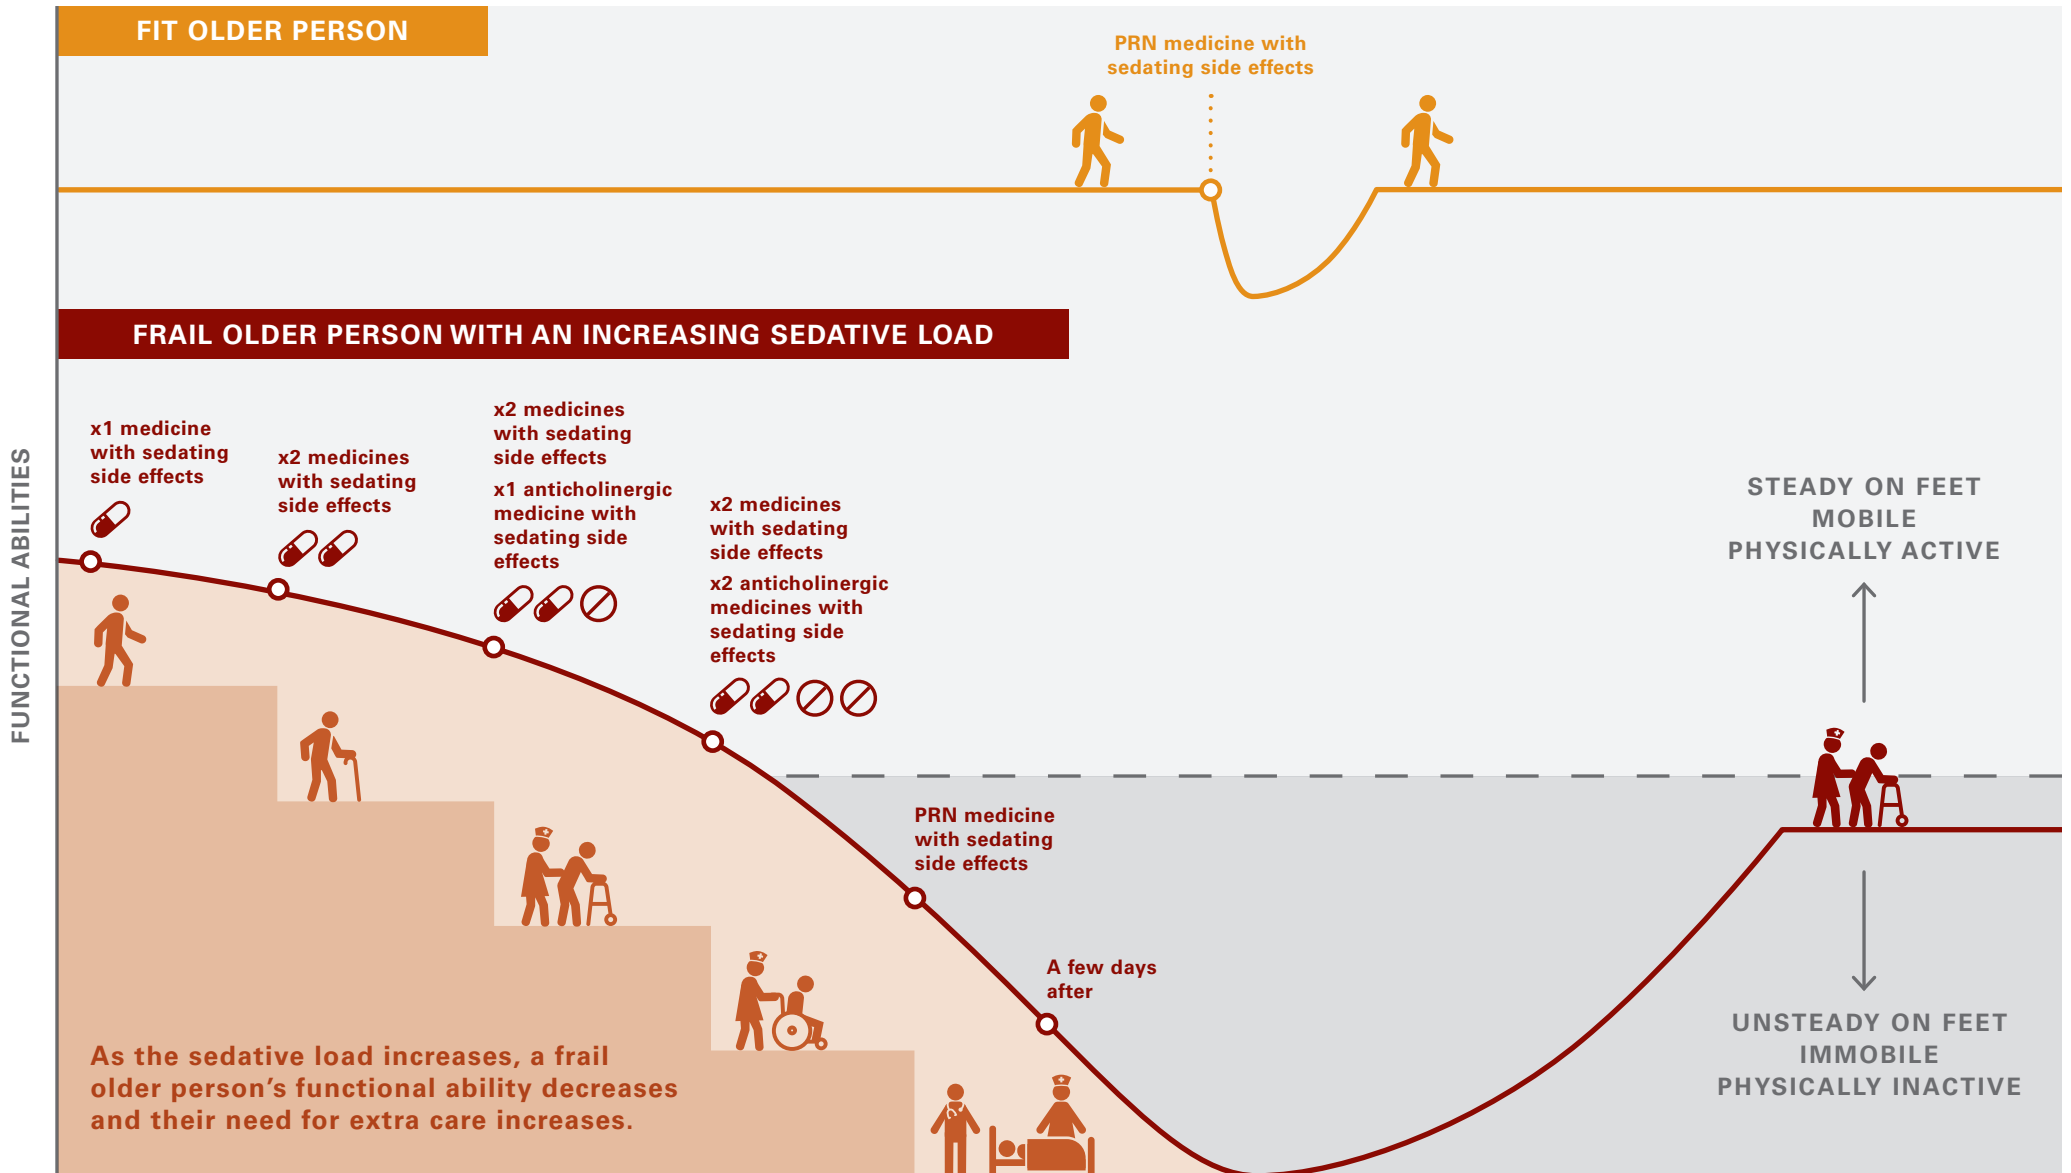 FIT OLDER PERSON
PRN medicine with
sedating side effects
FRAIL OLDER PERSON WITH AN INCREASING SEDATIVE LOAD
FUNCTIONAL ABILITIES
x1 medicine
with sedating
side effects
x2 medicines
with sedating
side effects
x2 medicines
with sedating
side effects
x1 anticholinergic
medicine with
sedating side
effects
x2 medicines
with sedating
side effects
x2 anticholinergic
medicines with
sedating side
effects
PRN medicine
with sedating
side effects
A few days
after
STEADY ON FEET
MOBILE
PHYSICALLY ACTIVE
UNSTEADY ON FEET
IMMOBILE
PHYSICALLY INACTIVE
As the sedative load increases, a frail
older person’s functional ability decreases
and their need for extra care increases.